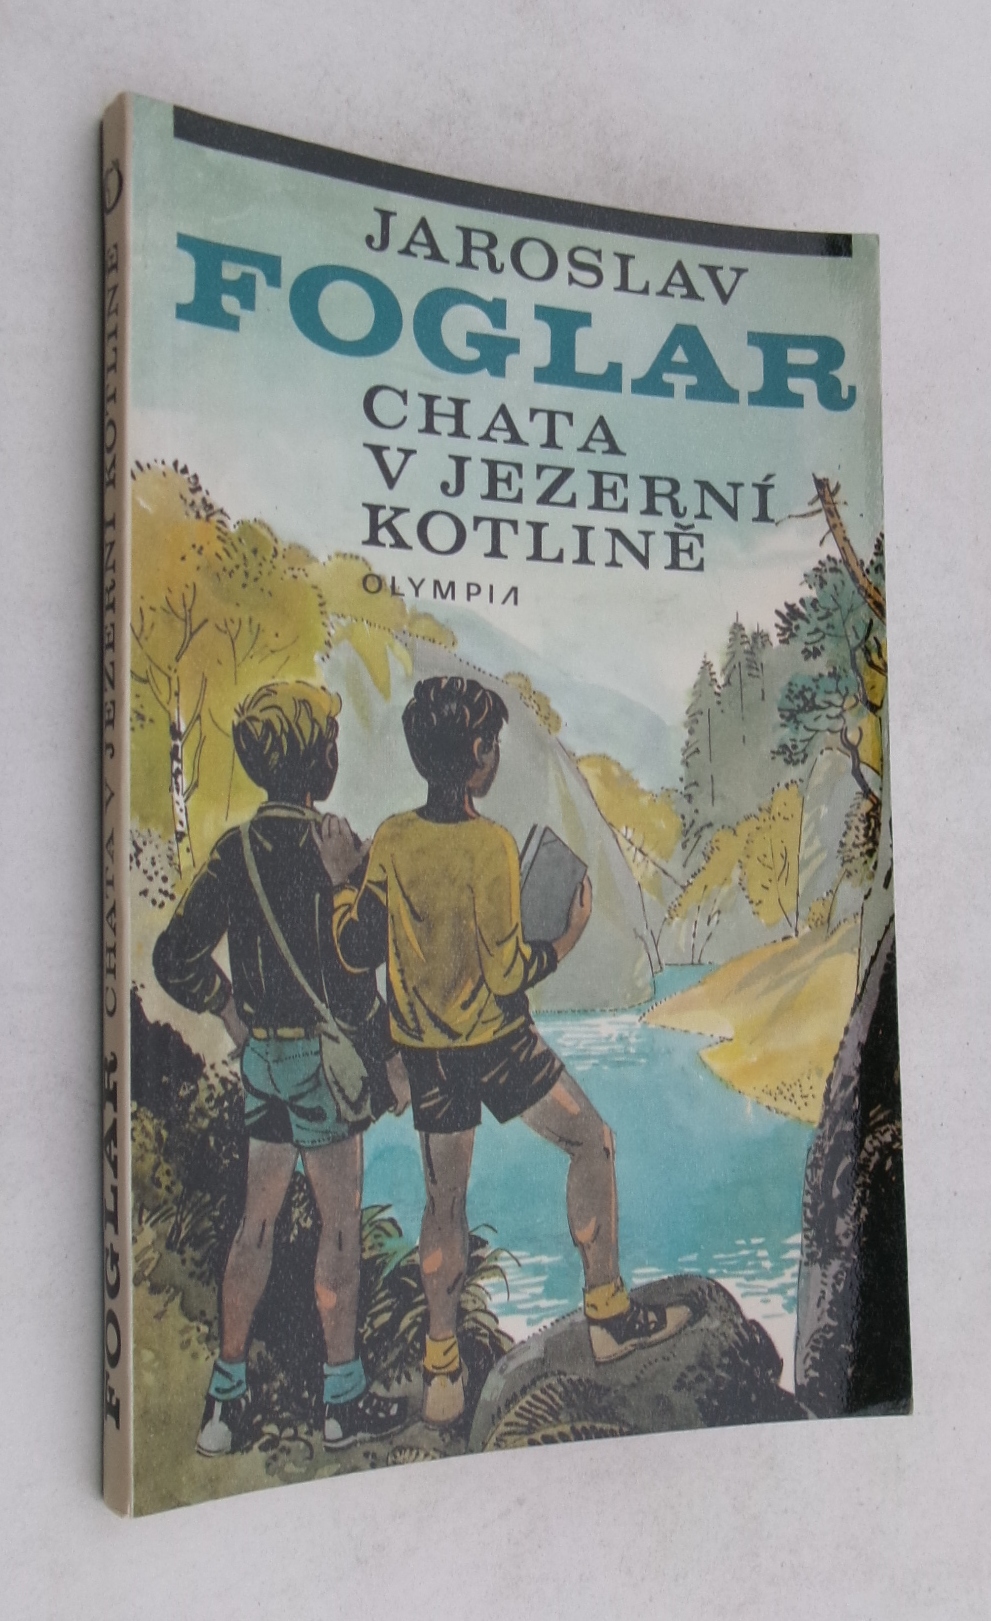 JAROSLAV
FOGLAR
CHATA
V JEZERNÍ
KOTLINĚ
OLYMPIA
FOGLAR CHATA V JEZERNÍ KOTLINĚ